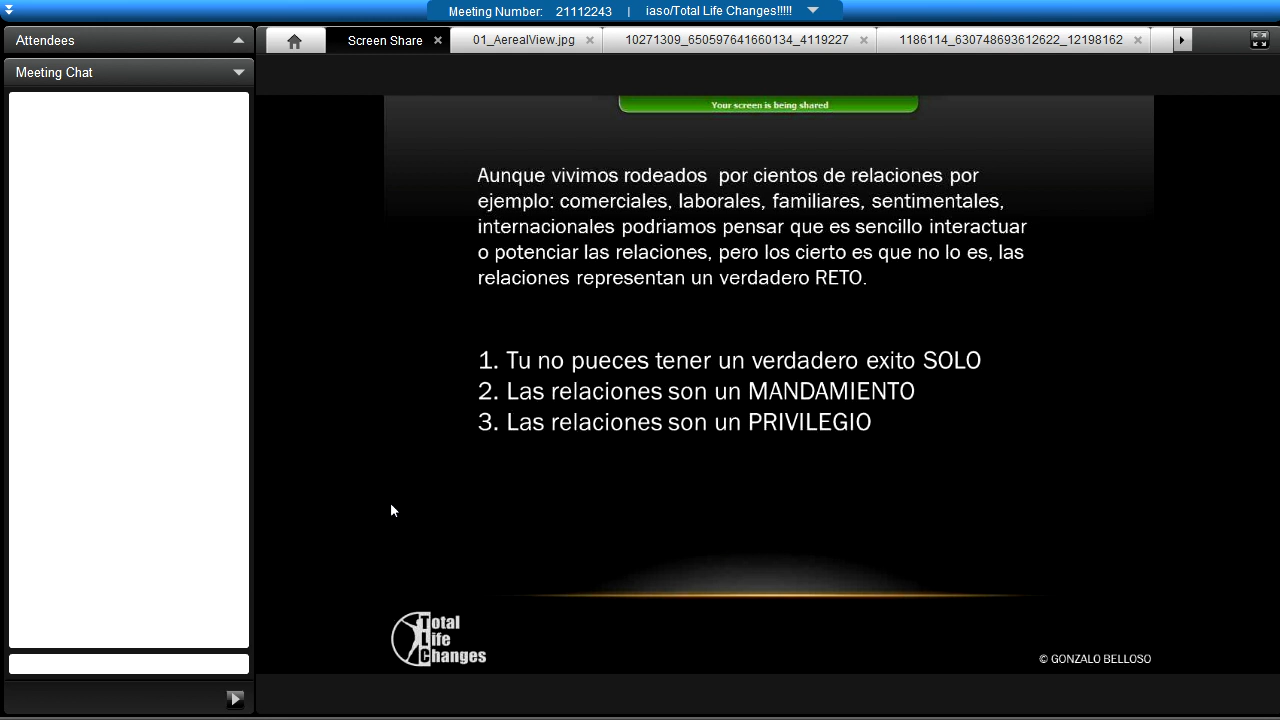 Meeting Number: 21112243 | iaso/Total Life Changes!!!!!
Attendees
Screen Share
01_AerealView.jpg
10271309_650597641660134_4119227
1186114_630748693612622_12198162
Meeting Chat
Your screen is being shared
Aunque vivimos rodeados por cientos de relaciones por
ejemplo: comerciales, laborales, familiares, sentimentales,
internacionales podriamos pensar que es sencillo interactuar
o potenciar las relaciones, pero los cierto es que no lo es, las
relaciones representan un verdadero RETO.
1. Tu no pueces tener un verdadero exito SOLO
2. Las relaciones son un MANDAMIENTO
3. Las relaciones son un PRIVILEGIO
Total
Life
Changes
© GONZALO BELLOSO